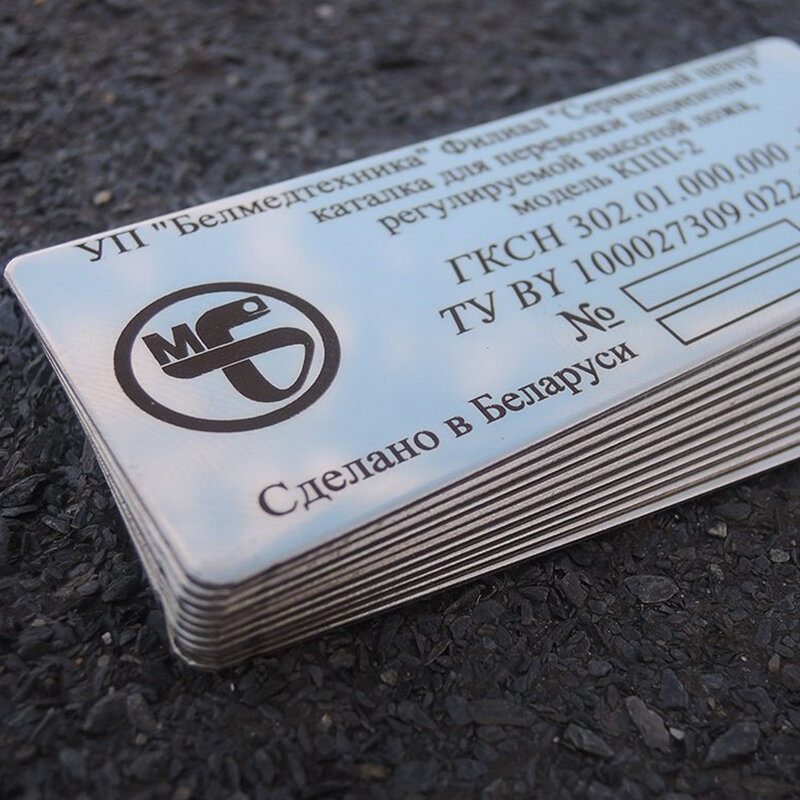 УП "Белмедтехника" Филиал "Сервисный центр"
каталка для перевозки пациентов с
регулируемой высотой ложа,
модель КПП-2
ГКСН 302.01.000.000
ТУ BY 100027309.022
№
Сделано в Беларуси
МБ